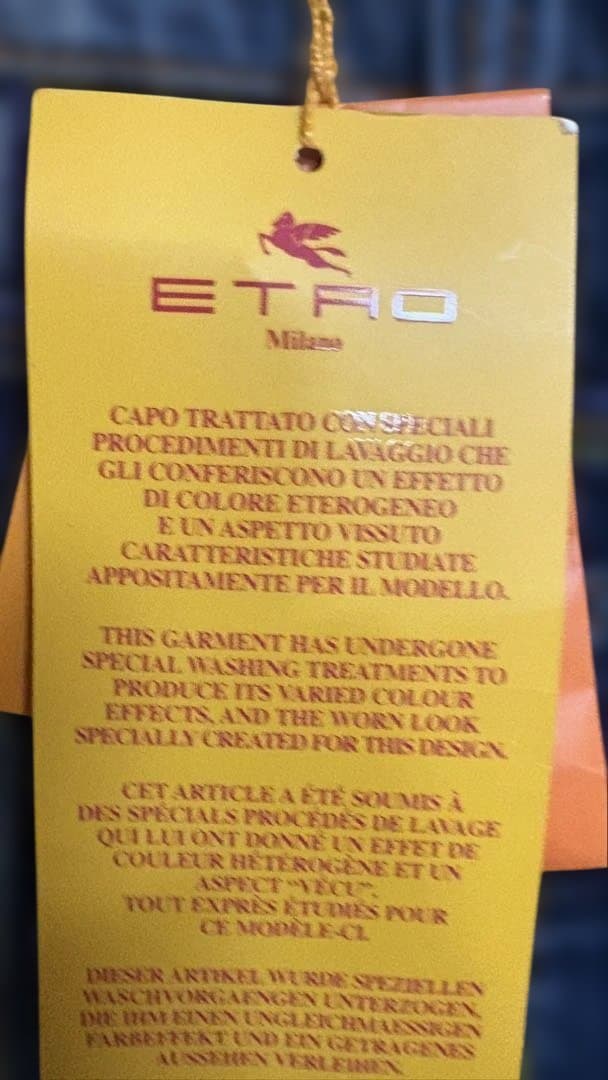 ETRO
Milano
CAPO TRATTATO CON SPECIALI
PROCEDIMENTI DI LAVAGGIO CHE
GLI CONFERISCONO UN EFFETTO
DI COLORE ETEROGENEO
E UN ASPETTO VISSUTO
CARATTERISTICHE STUDIATE
APPOSITAMENTE PER IL MODELLO.
THIS GARMENT HAS UNDERGONE
SPECIAL WASHING TREATMENTS TO
PRODUCE ITS VARIED COLOUR
EFFECTS, AND THE WORN LOOK
SPECIALLY CREATED FOR THIS DESIGN.
CET ARTICLE A ÉTÉ SOUMIS À
DES SPÉCIALS PROCÉDÉS DE LAVAGE
QUI LUI ONT DONNÉ UN EFFET DE
COULEUR HÉTÉROGÈNE ET UN
ASPECT "VÉCU",
TOUT EXPRÈS ÉTUDIÉS POUR
CE MODÈLE-CI.
DIESER ARTIKEL WURDE SPEZIELLEN
WASCHVORGAENGEN UNTERZOGEN,
DIE IHM EINEN UNGLEICHMAESSIGEN
FARBEFFEKT UND EIN GETRAGENES
AUSSEHEN VERLEIHEN.